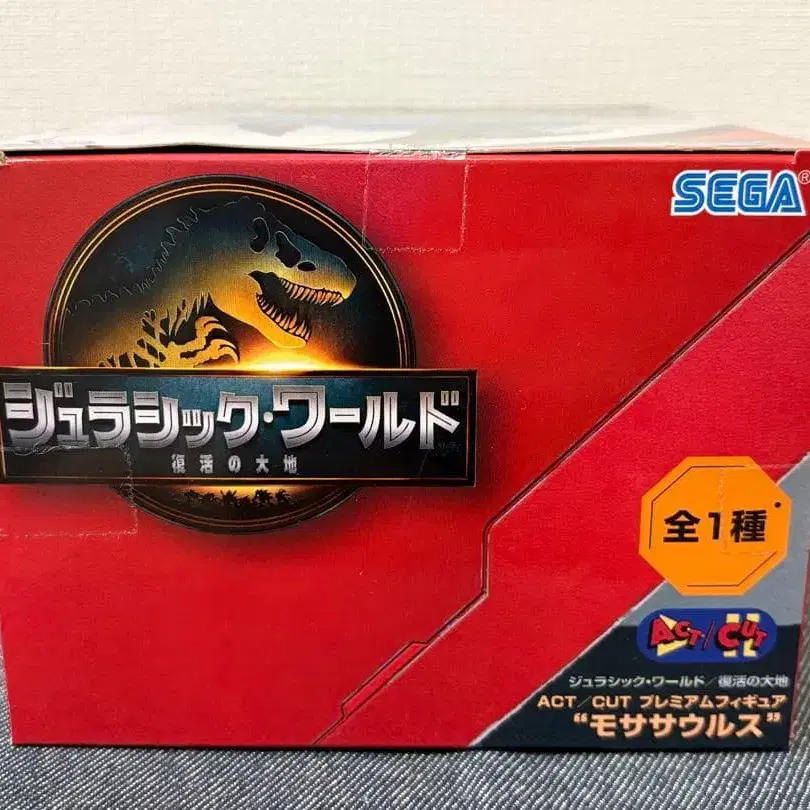 SEGA®
ジュラシック・ワールド
復活の大地
全1種
ACT/CUT
ジュラシック・ワールド/復活の大地
ACT/CUT プレミアムフィギュア
“モササウルス”